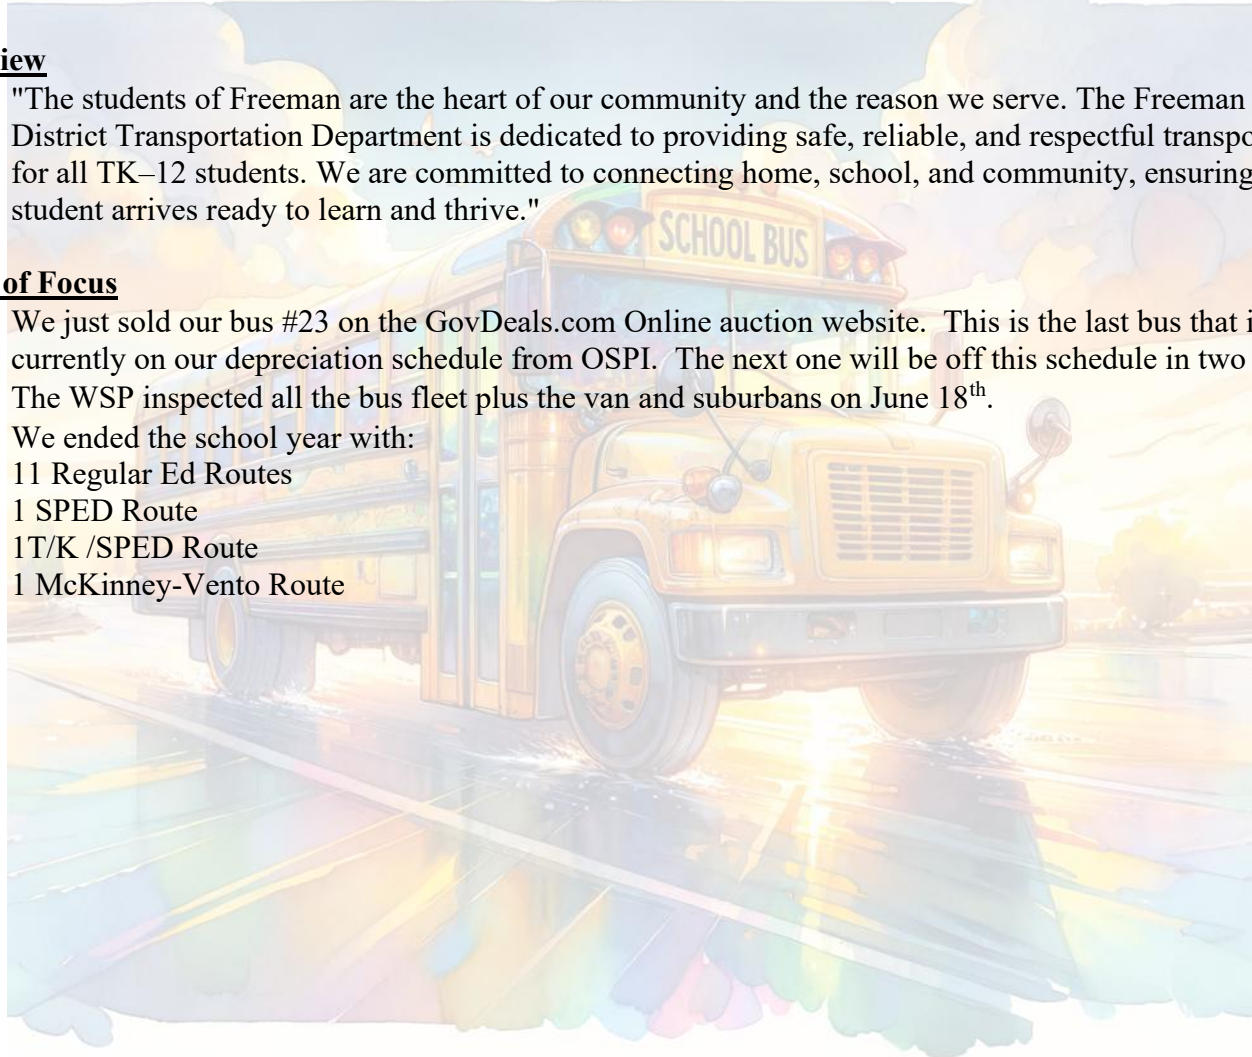 iew
"The students of Freeman are the heart of our community and the reason we serve. The Freeman
District Transportation Department is dedicated to providing safe, reliable, and respectful transpo
for all TK–12 students. We are committed to connecting home, school, and community, ensuring
student arrives ready to learn and thrive."
SCHOOL BUS
of Focus
We just sold our bus #23 on the GovDeals.com Online auction website.  This is the last bus that i
currently on our depreciation schedule from OSPI.  The next one will be off this schedule in two
The WSP inspected all the bus fleet plus the van and suburbans on June 18th.
We ended the school year with:
11 Regular Ed Routes
1 SPED Route
1T/K /SPED Route
1 McKinney-Vento Route